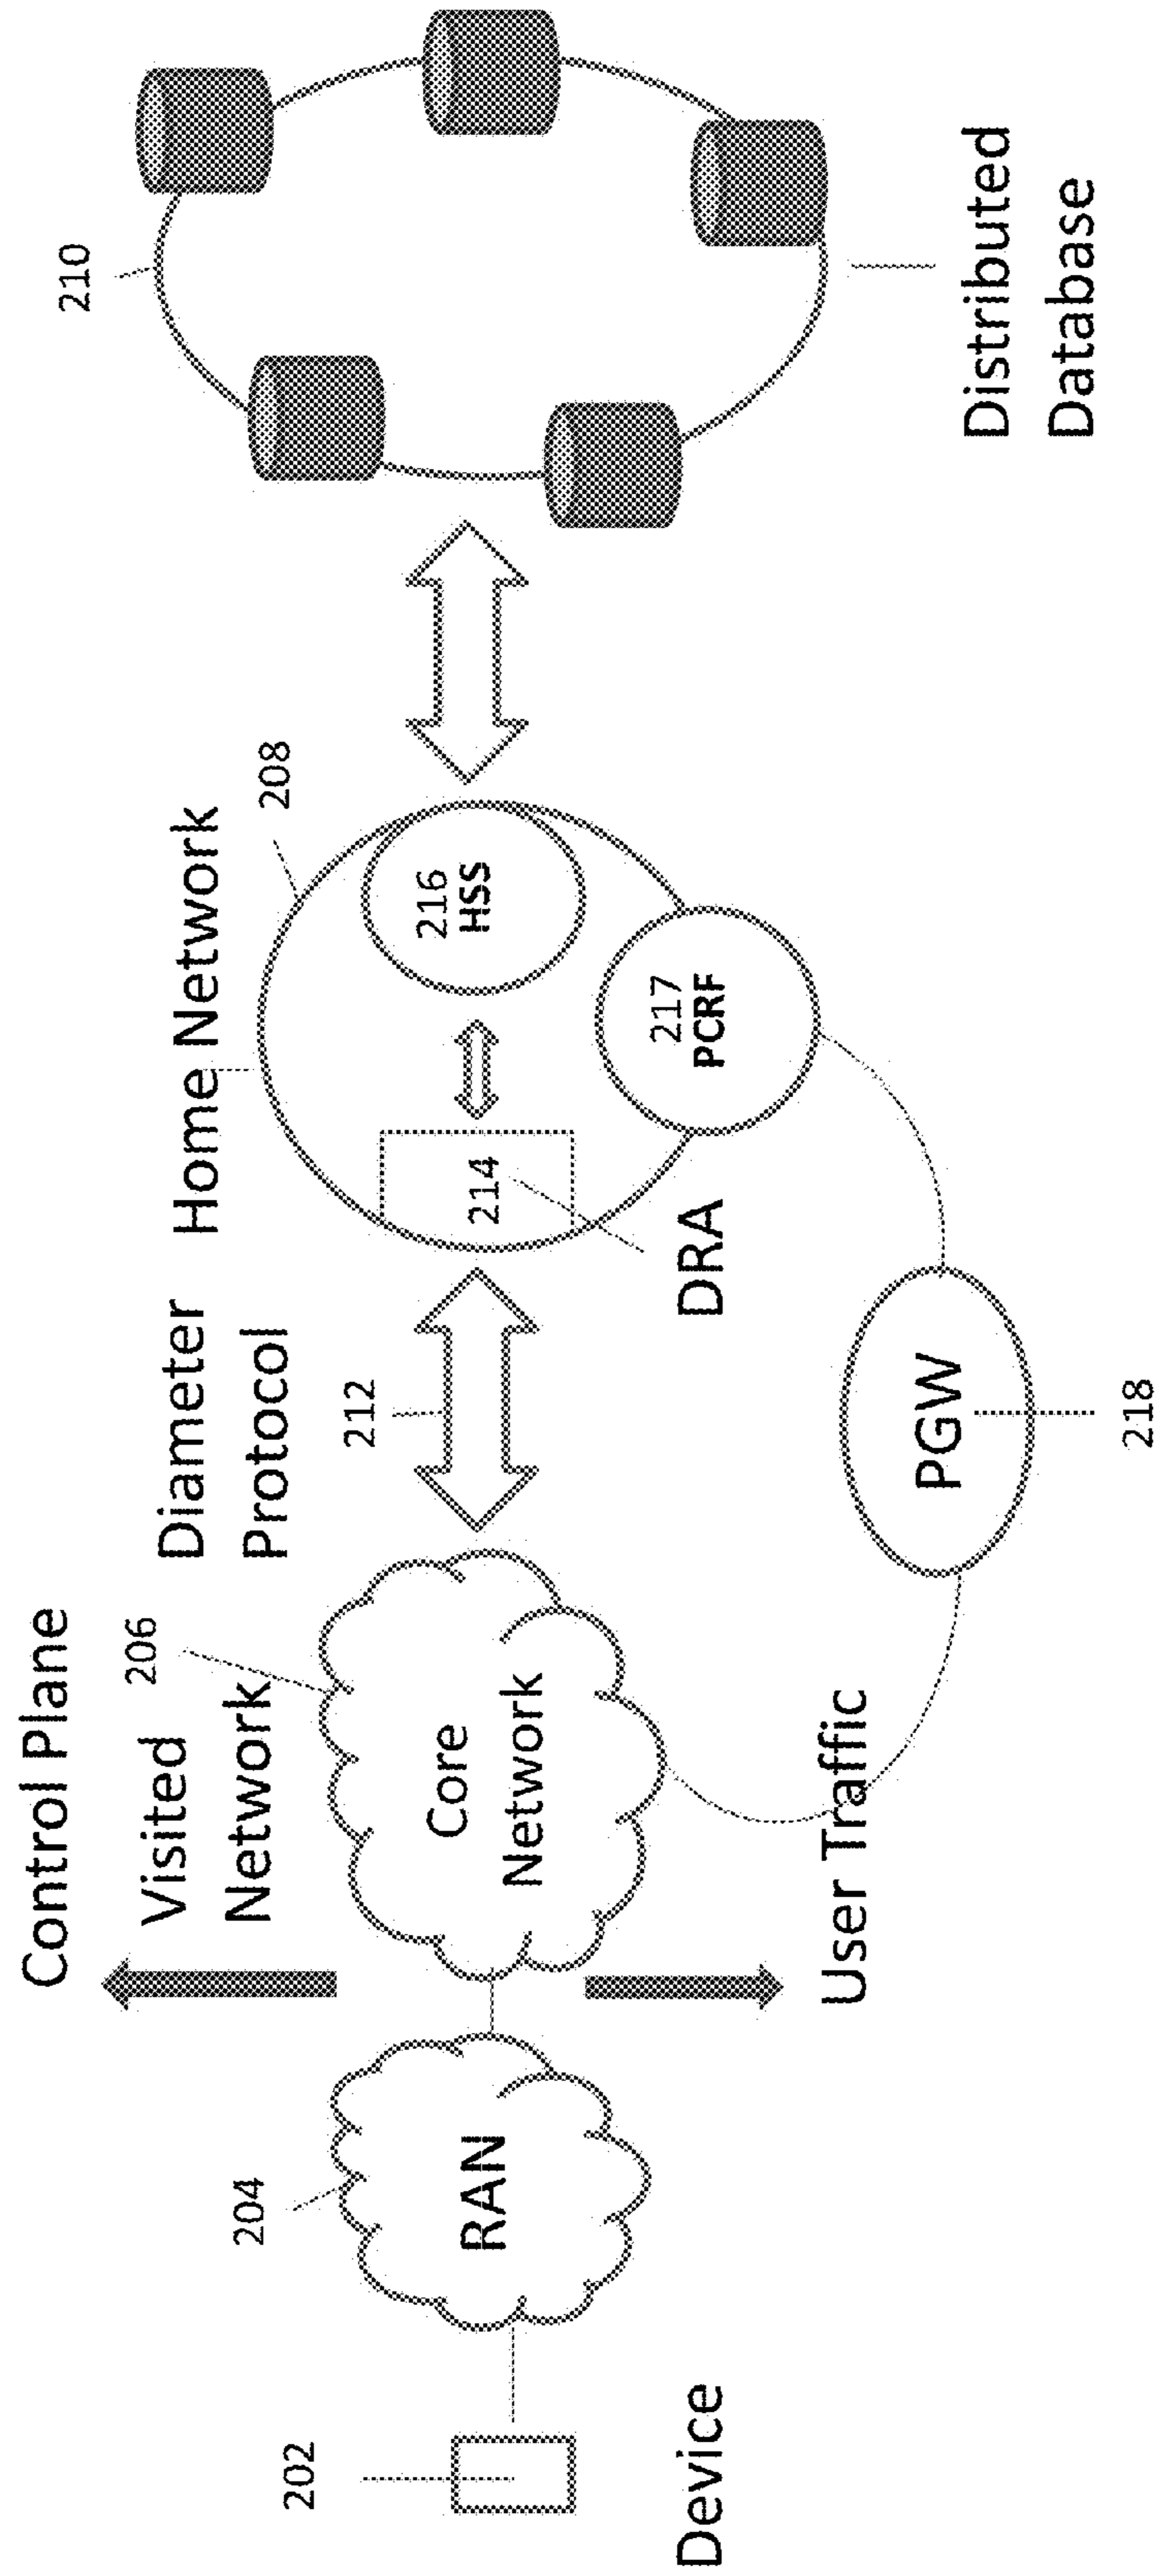 Control Plane
Visited
Network
206
Diameter
Protocol
212
Home Network
208
210
202
204
RAN
Core
Network
214
216
HSS
217
PCRF
Device
User Traffic
DRA
PGW
218
Distributed
Database